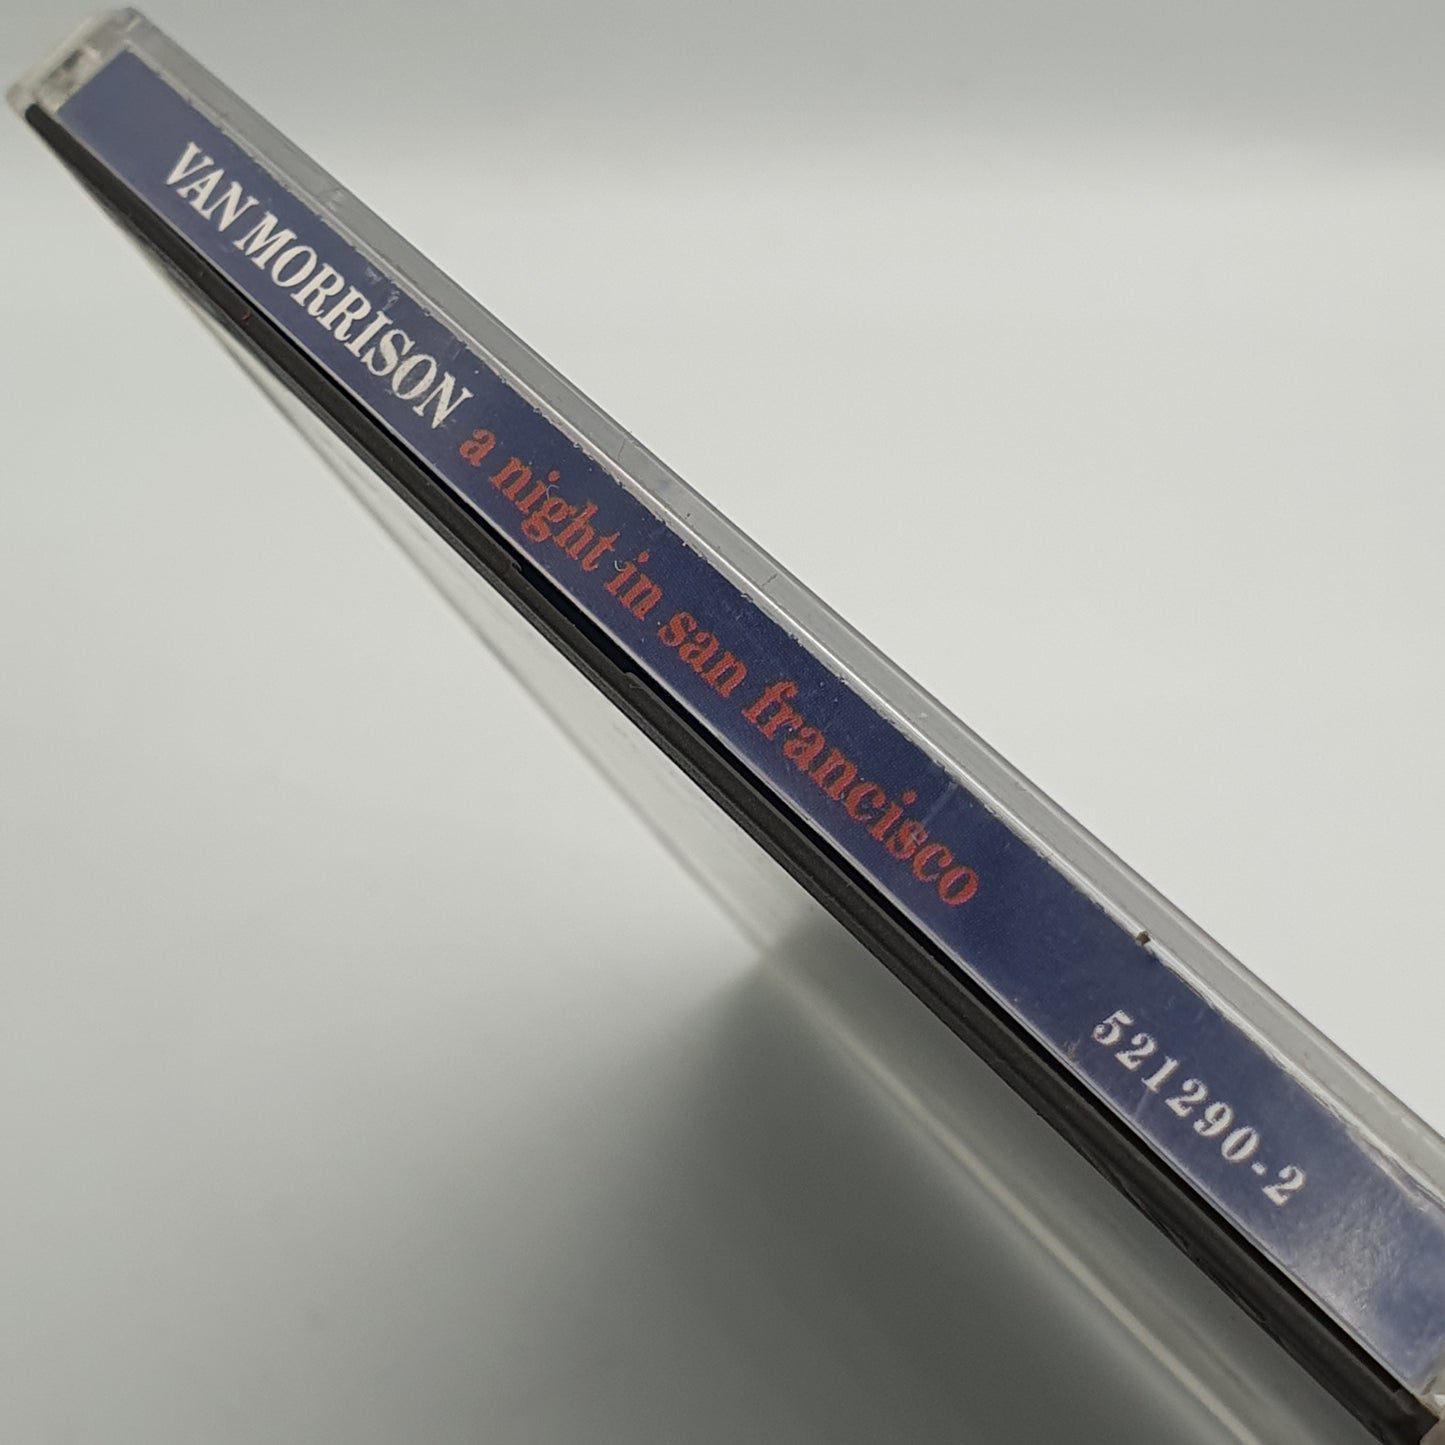 VAN MORRISON a night in san francisco 521290-2